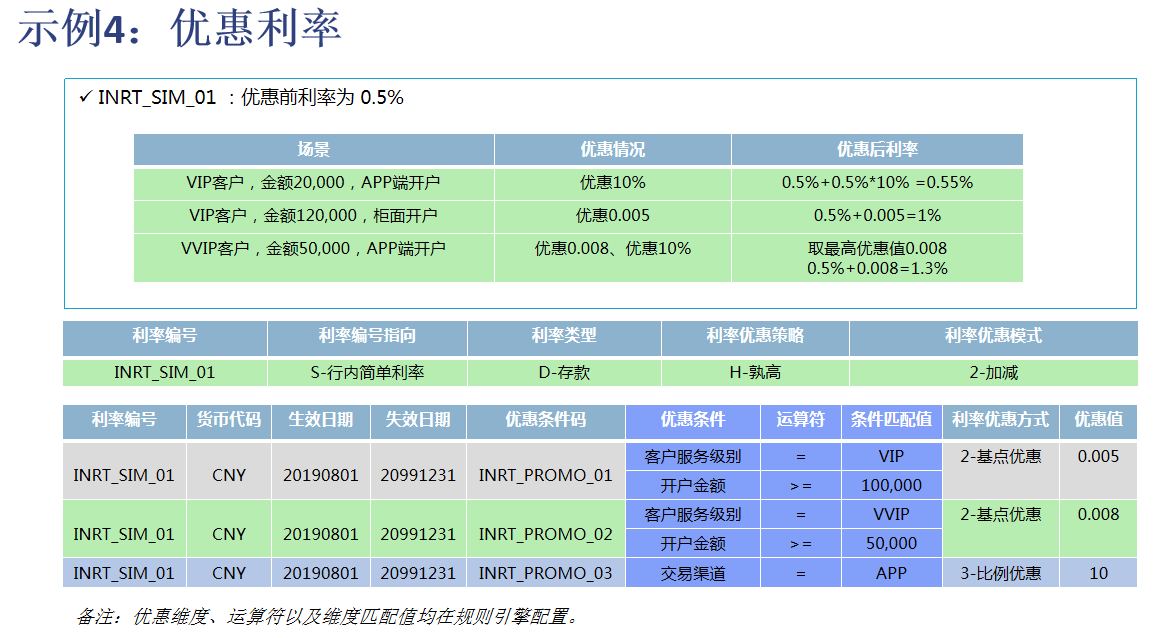 示例4：优惠利率
✓ INRT_SIM_01 ：优惠前利率为 0.5%
场景 优惠情况 优惠后利率
VIP客户，金额20,000，APP端开户 优惠10% 0.5%+0.5%*10% =0.55%
VIP客户，金额120,000，柜面开户 优惠0.005 0.5%+0.005=1%
VVIP客户，金额50,000，APP端开户 优惠0.008、优惠10% 取最高优惠值0.008
0.5%+0.008=1.3%
利率编号 利率编号指向 利率类型 利率优惠策略 利率优惠模式
INRT_SIM_01 S-行内简单利率 D-存款 H-孰高 2-加减
利率编号 货币代码 生效日期 失效日期 优惠条件码 优惠条件 运算符 条件匹配值 利率优惠方式 优惠值
INRT_SIM_01 CNY 20190801 20991231 INRT_PROMO_01 客户服务级别 = VIP 2-基点优惠 0.005
开户金额 >= 100,000
INRT_SIM_01 CNY 20190801 20991231 INRT_PROMO_02 客户服务级别 = VVIP 2-基点优惠 0.008
开户金额 >= 50,000
INRT_SIM_01 CNY 20190801 20991231 INRT_PROMO_03 交易渠道 = APP 3-比例优惠 10
备注：优惠维度、运算符以及维度匹配值均在规则引擎配置。